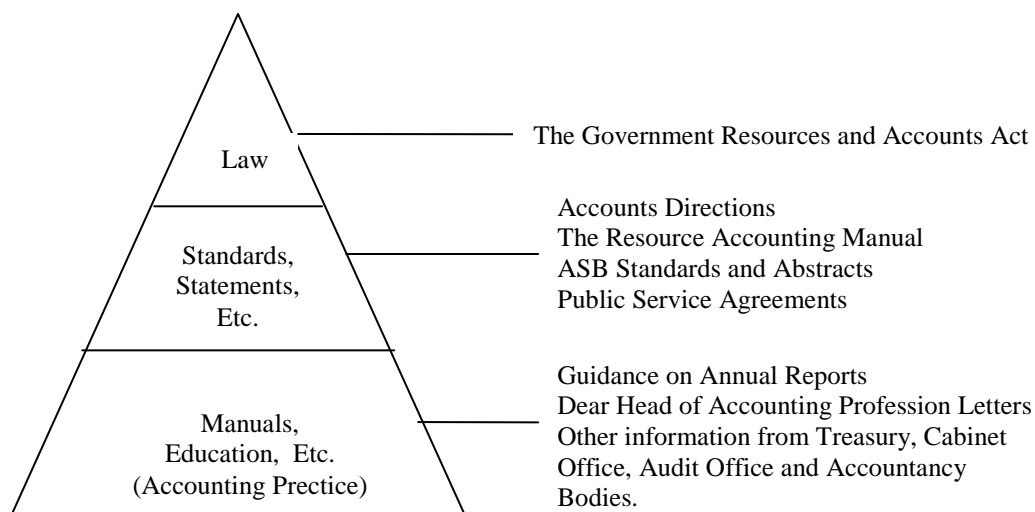 Law
The Government Resources and Accounts Act
Standards,
Statements,
Etc.
Accounts Directions
The Resource Accounting Manual
ASB Standards and Abstracts
Public Service Agreements
Manuals,
Education, Etc.
(Accounting Prectice)
Guidance on Annual Reports
Dear Head of Accounting Profession Letters
Other information from Treasury, Cabinet
Office, Audit Office and Accountancy
Bodies.